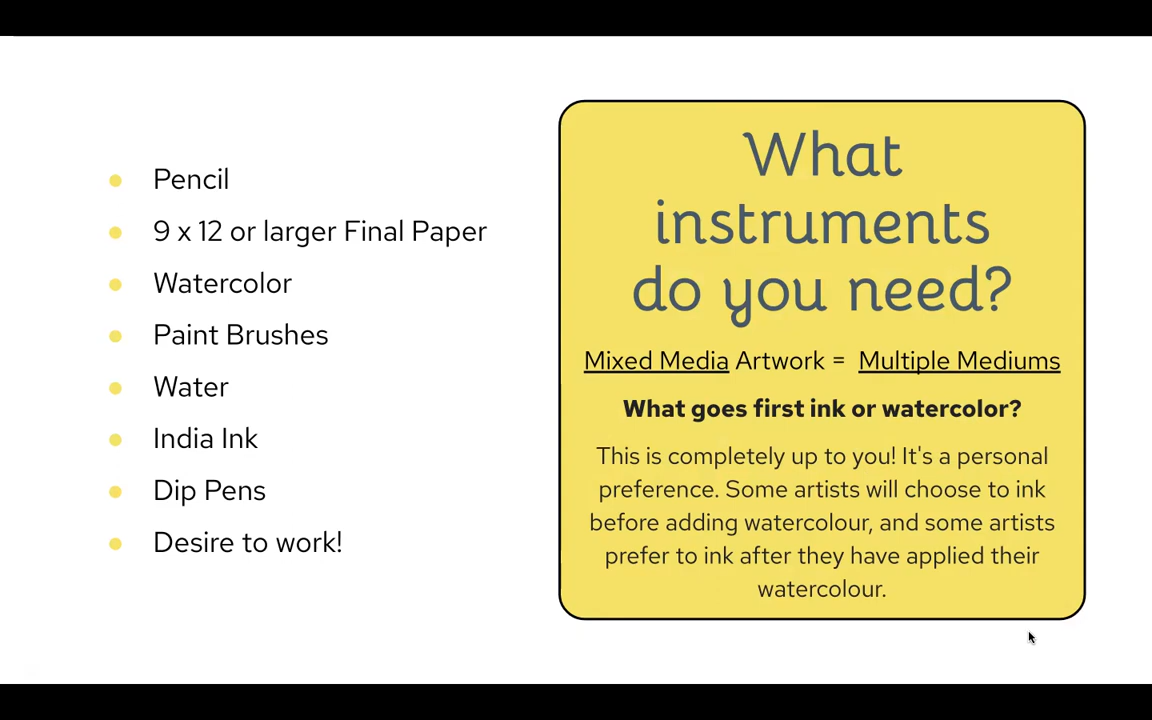 Pencil
9 x 12 or larger Final Paper
Watercolor
Paint Brushes
Water
India Ink
Dip Pens
Desire to work!
What
instruments
do you need?
Mixed Media Artwork = Multiple Mediums
What goes first ink or watercolor?
This is completely up to you! It's a personal
preference. Some artists will choose to ink
before adding watercolour, and some artists
prefer to ink after they have applied their
watercolour.